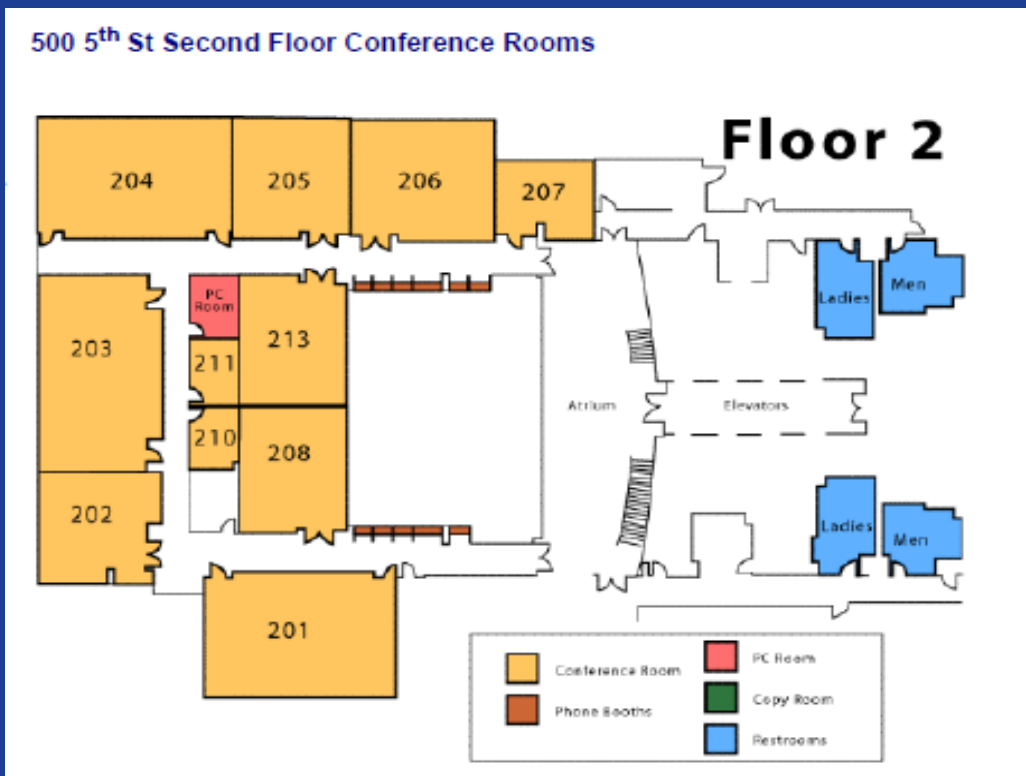 500 5th St Second Floor Conference Rooms
Floor 2
204
205
206
207
PC
Room
Ladies
Men
203
211
213
Atrium
Elevators
210
208
202
Ladies
Men
201
Conference Room
Phone Booths
PC Room
Copy Room
Restrooms